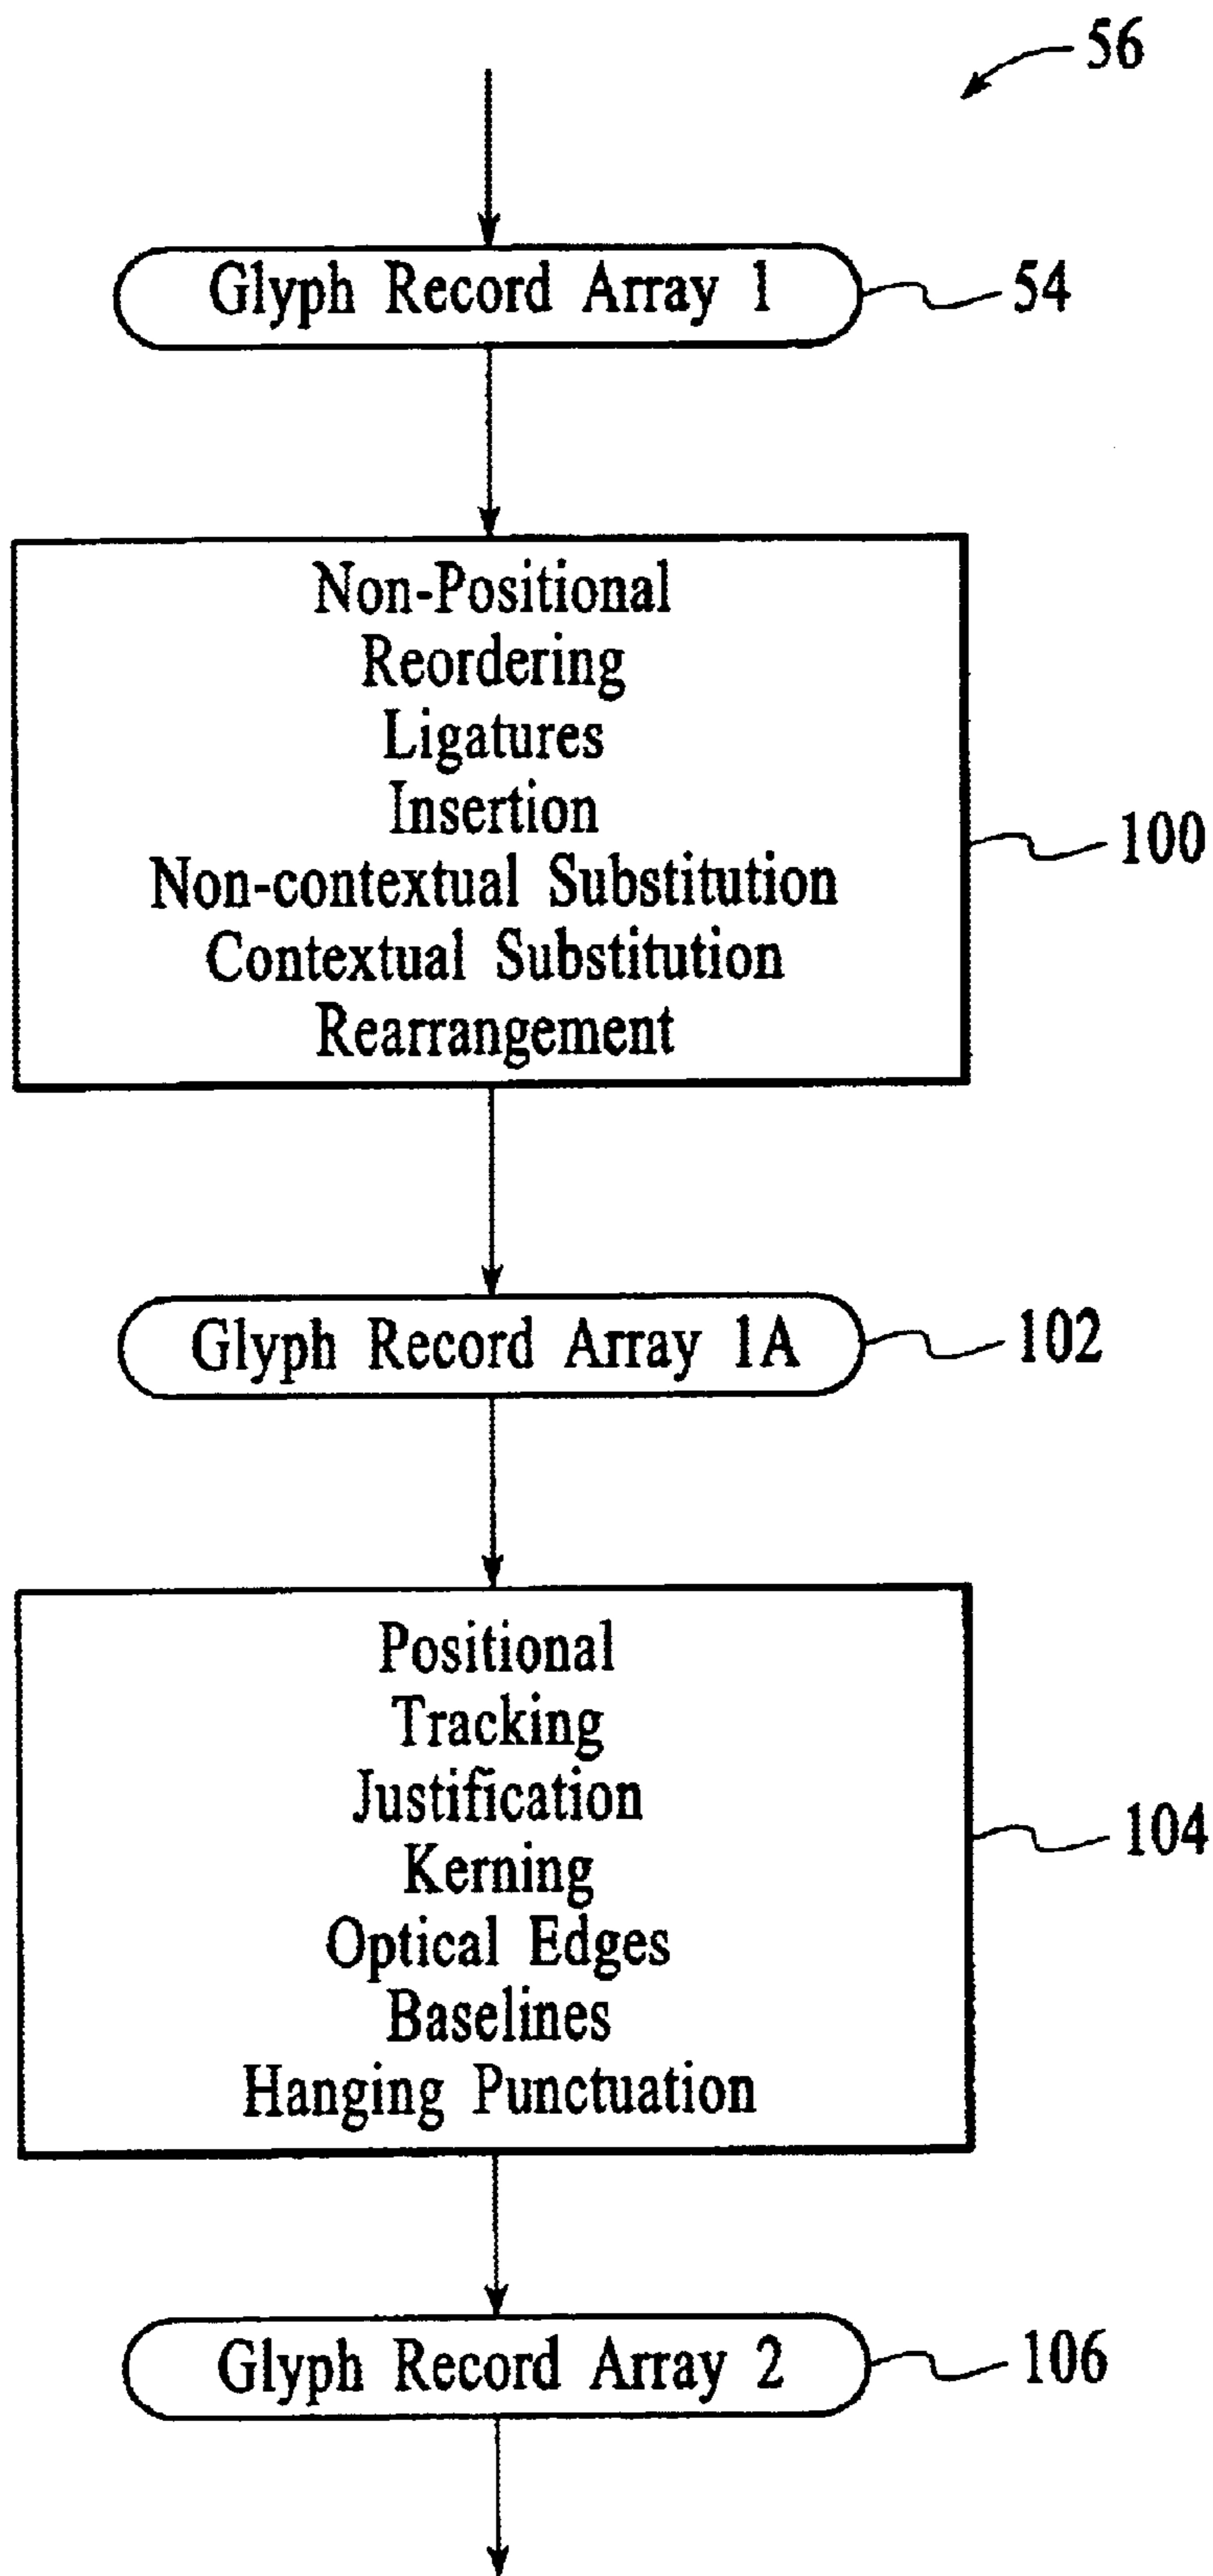 56
Glyph Record Array 1
54
Non-Positional
Reordering
Ligatures
Insertion
Non-contextual Substitution
Contextual Substitution
Rearrangement
100
Glyph Record Array 1A
102
Positional
Tracking
Justification
Kerning
Optical Edges
Baselines
Hanging Punctuation
104
Glyph Record Array 2
106